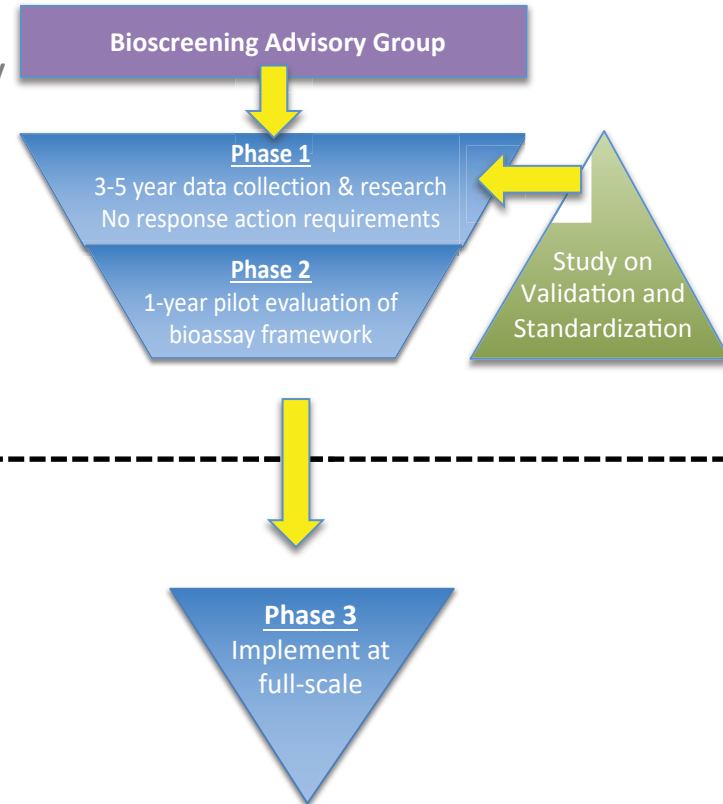 Bioscreening Advisory Group
y
Phase 1
3-5 year data collection & research
No response action requirements
Phase 2
1-year pilot evaluation of
bioassay framework
Study on
Validation and
Standardization
Phase 3
Implement at
full-scale